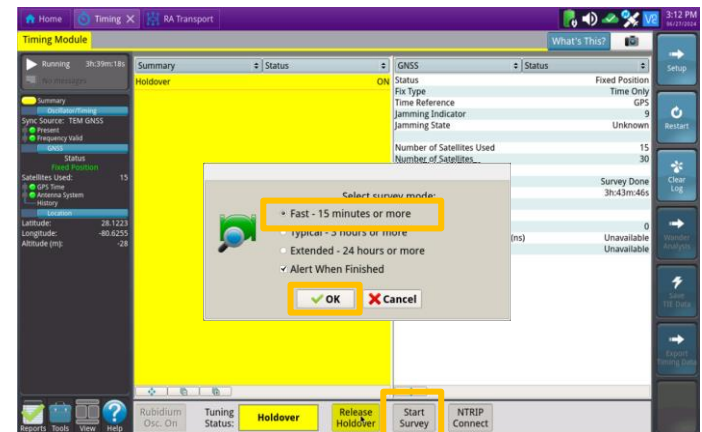 Home
Timing X
RA Transport
3:12 PM
06/27/2024
Timing Module
What's This?
Running 3h:39m:18s
No messages
Summary
Oscillator/Timing
Sync Source: TEM GNSS
Present
Frequency Valid
GNSS
Status
Fixed Position
Satellites Used: 15
GPS Time
Antenna System
History
Location
Latitude: 28.1223
Longitude: -80.6255
Altitude (m): -28
Summary Status
Holdover ON
GNSS Status
Status Fixed Position
Fix Type Time Only
Time Reference GPS
Jamming Indicator 9
Jamming State Unknown
Number of Satellites Used 15
Number of Satellites 30
Survey Done
3h:43m:46s
0
(ns) Unavailable
Unavailable
Select survey mode:
Fast - 15 minutes or more
Typical - 3 hours or more
Extended - 24 hours or more
Alert When Finished
OK
Cancel
Setup
Restart
Clear
Log
Wander
Analysis
Save
TIE Data
Export
Timing Data
Reports
Tools
View
Help
Rubidium
Osc. On
Tuning
Status:
Holdover
Release
Holdover
Start
Survey
NTRIP
Connect